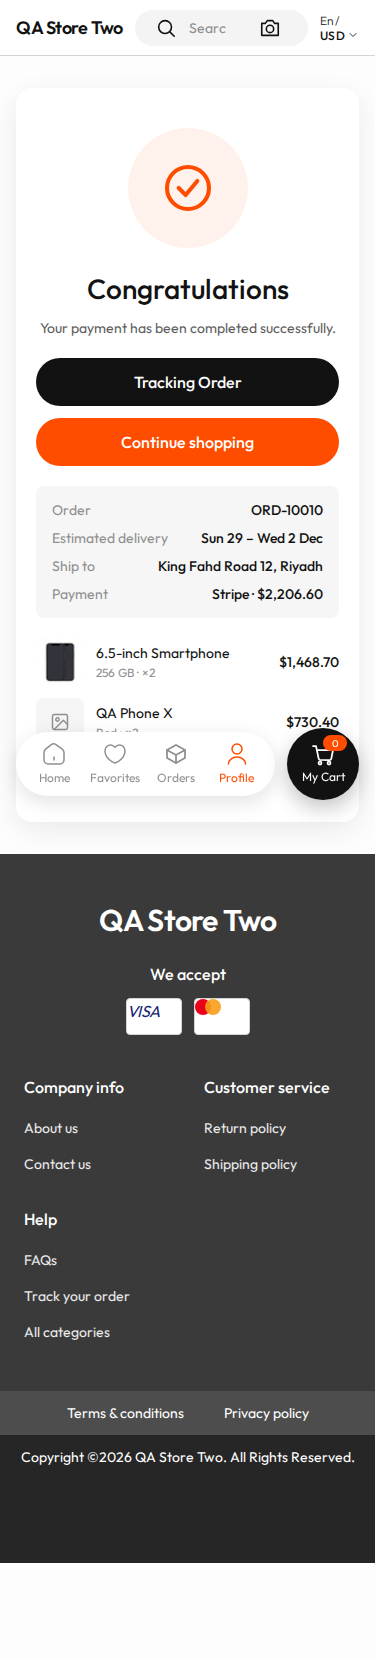 QA Store Two
Searc
En /
USD
Congratulations
Your payment has been completed successfully.
Tracking Order
Continue shopping
Order ORD-10010
Estimated delivery Sun 29 – Wed 2 Dec
Ship to King Fahd Road 12, Riyadh
Payment Stripe · $2,206.60
6.5-inch Smartphone
256 GB · ×2
$1,468.70
QA Phone X
$730.40
Home
Favorites
Orders
Profile
0
My Cart
QA Store Two
We accept
VISA
Company info
About us
Contact us
Customer service
Return policy
Shipping policy
Help
FAQs
Track your order
All categories
Terms & conditions
Privacy policy
Copyright ©2026 QA Store Two. All Rights Reserved.